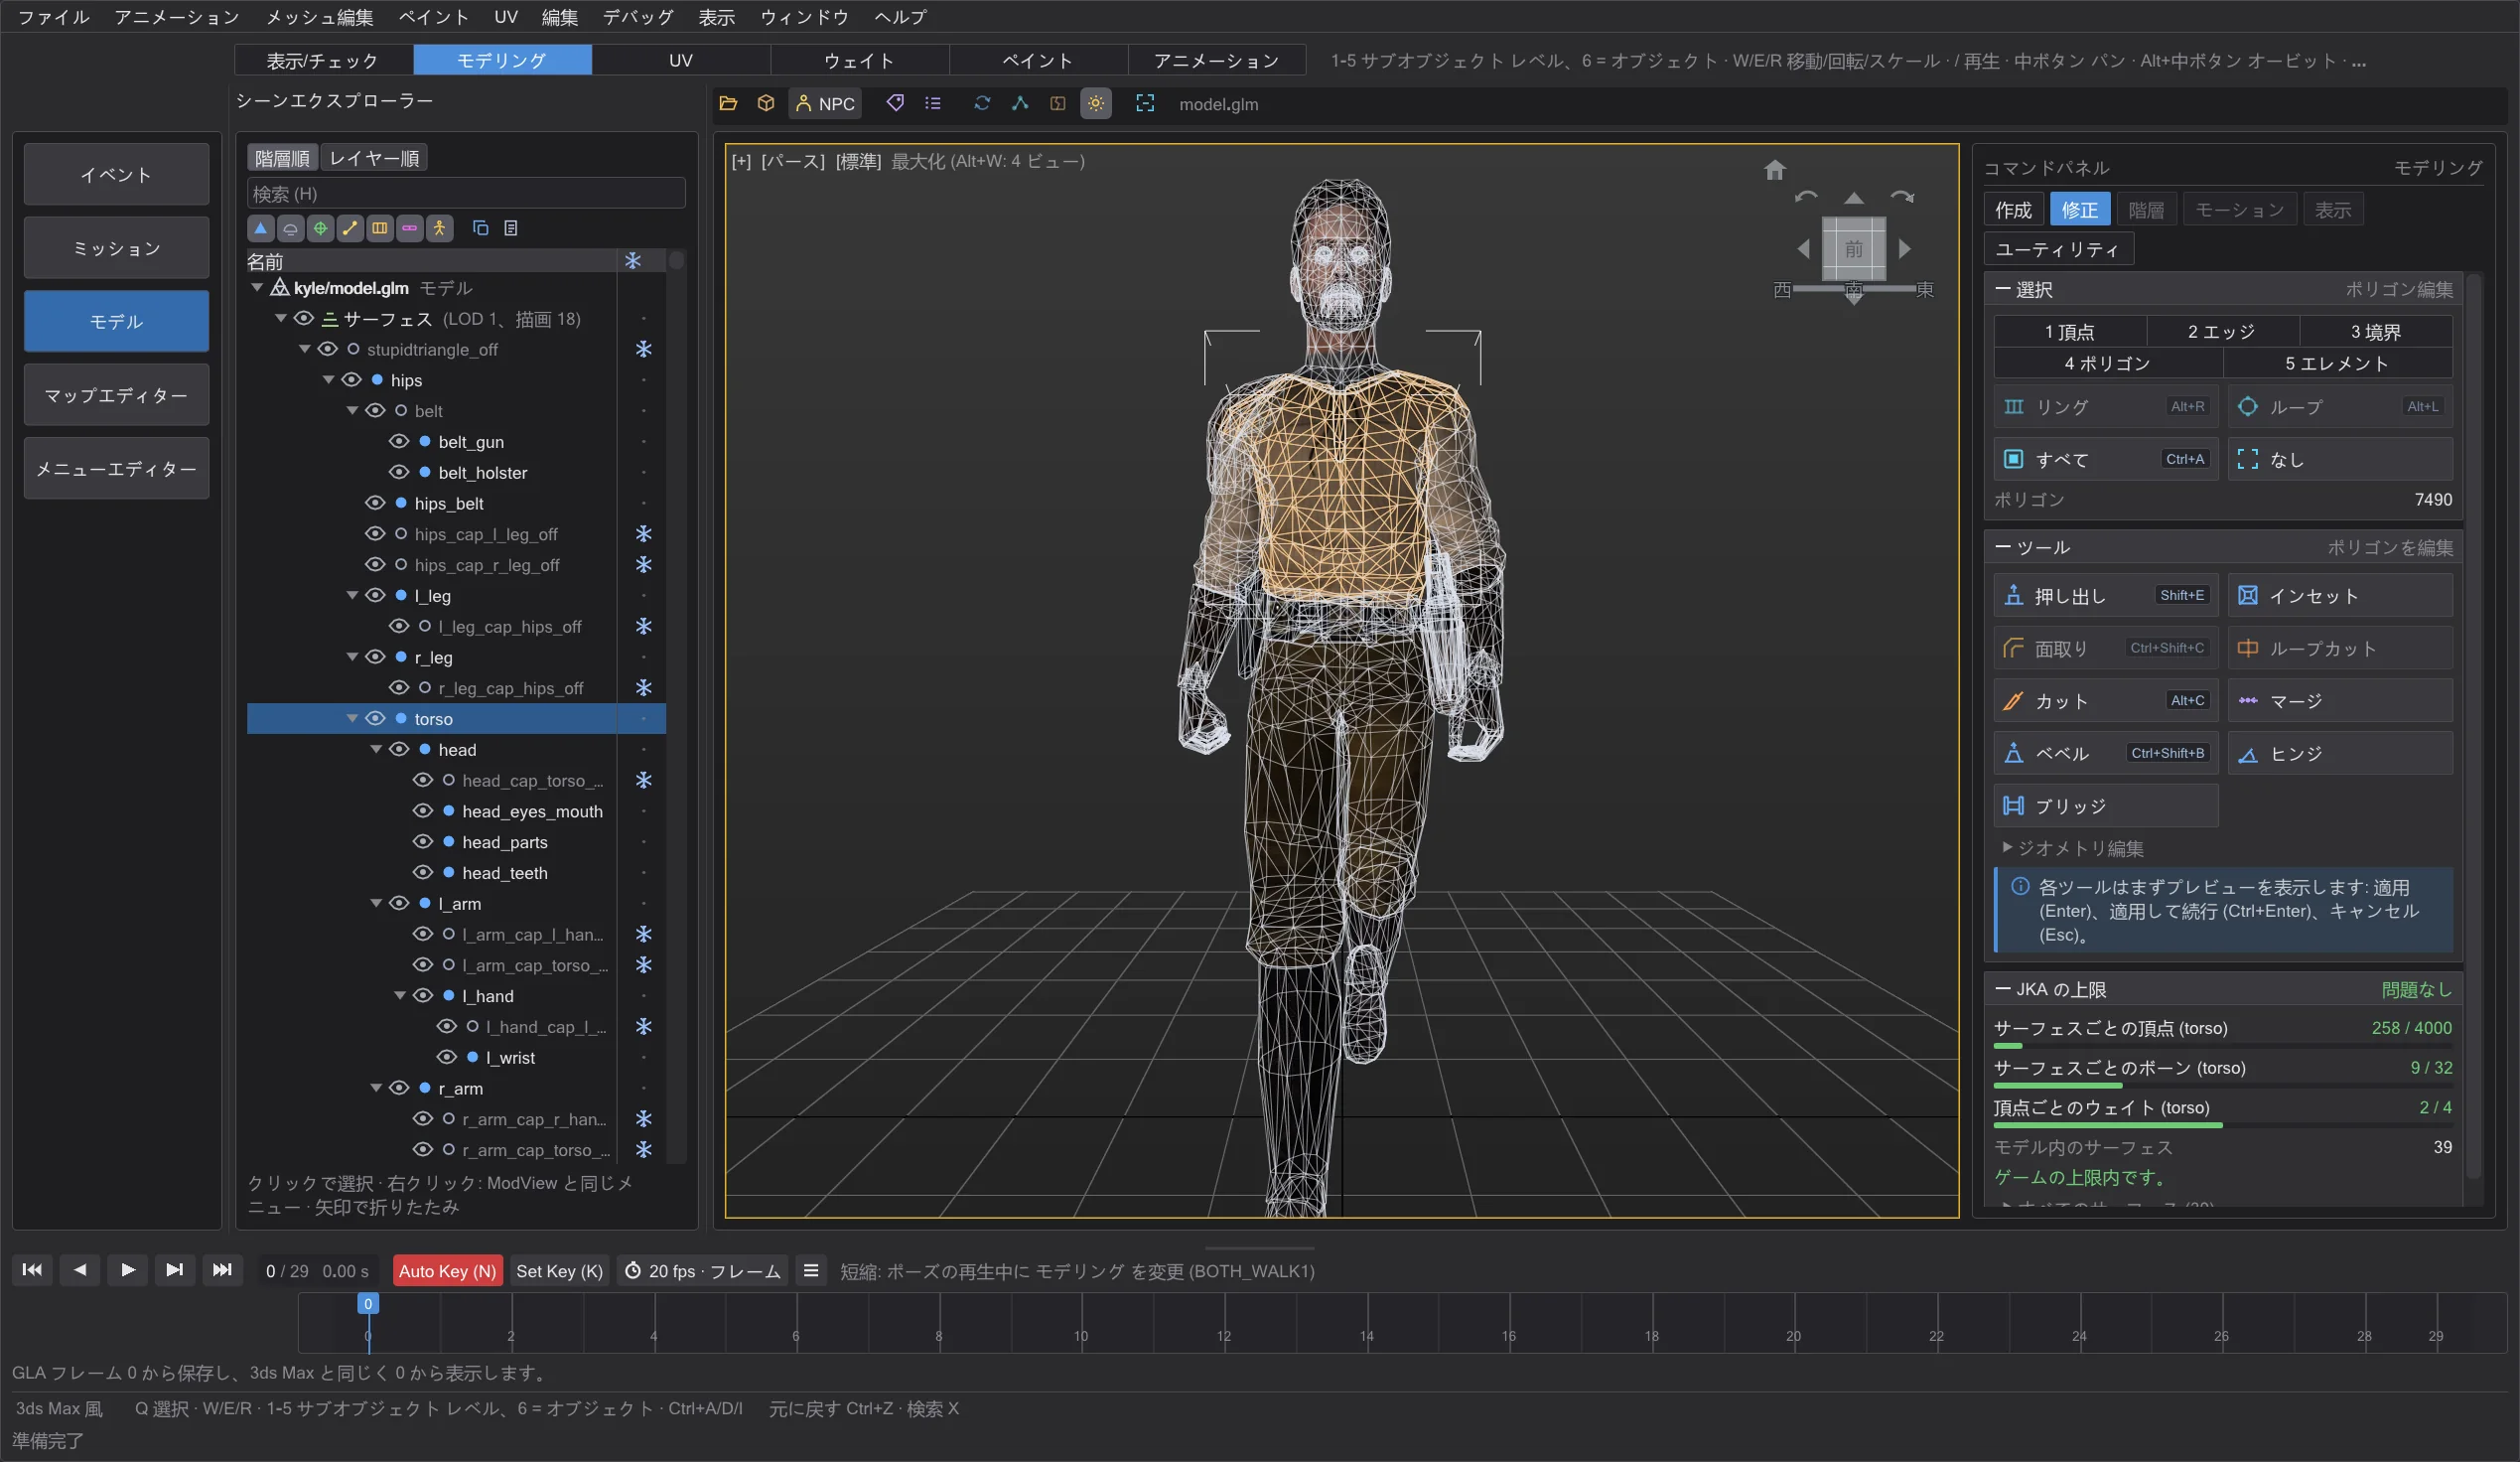 ファイル アニメーション メッシュ編集 ペイント UV 編集 デバッグ 表示 ウィンドウ ヘルプ
表示/チェック モデリング UV ウェイト ペイント アニメーション 1-5 サブオブジェクト レベル、6 = オブジェクト · W/E/R 移動/回転/スケール · / 再生 · 中ボタン パン · Alt+中ボタン オービット · ...
シーンエクスプローラー
NPC model.glm
イベント
ミッション
モデル
マップエディター
メニューエディター
階層順 レイヤー順
検索 (H)
名前
kyle/model.glm モデル
サーフェス (LOD 1、描画 18)
stupidtriangle_off
hips
belt
belt_gun
belt_holster
hips_belt
hips_cap_l_leg_off
hips_cap_r_leg_off
l_leg
l_leg_cap_hips_off
r_leg
r_leg_cap_hips_off
torso
head
head_cap_torso_...
head_eyes_mouth
head_parts
head_teeth
l_arm
l_arm_cap_l_han...
l_arm_cap_torso_...
l_hand
l_hand_cap_l_...
l_wrist
r_arm
r_arm_cap_r_han...
r_arm_cap_torso_...
クリックで選択 · 右クリック: ModView と同じメ
ニュー · 矢印で折りたたみ
[+] [パース] [標準] 最大化 (Alt+W: 4 ビュー)
前
西 南 東
コマンドパネル モデリング
作成 修正 階層 モーション 表示
ユーティリティ
選択 ポリゴン編集
1 頂点 2 エッジ 3 境界
4 ポリゴン 5 エレメント
リング Alt+R ループ Alt+L
すべて Ctrl+A なし
ポリゴン 7490
ツール ポリゴンを編集
押し出し Shift+E インセット
面取り Ctrl+Shift+C ループカット
カット Alt+C マージ
ベベル Ctrl+Shift+B ヒンジ
ブリッジ
ジオメトリ編集
各ツールはまずプレビューを表示します: 適用
(Enter)、適用して続行 (Ctrl+Enter)、キャンセル
(Esc)。
JKA の上限 問題なし
サーフェスごとの頂点 (torso) 258 / 4000
サーフェスごとのボーン (torso) 9 / 32
頂点ごとのウェイト (torso) 2 / 4
モデル内のサーフェス 39
ゲームの上限内です。
0 / 29 0.00 s Auto Key (N) Set Key (K) 20 fps · フレーム 短縮: ポーズの再生中に モデリング を変更 (BOTH_WALK1)
0
0 2 4 6 8 10 12 14 16 18 20 22 24 26 28 29
GLA フレーム 0 から保存し、3ds Max と同じく 0 から表示します。
3ds Max 風 Q 選択 · W/E/R · 1-5 サブオブジェクト レベル、6 = オブジェクト · Ctrl+A/D/I 元に戻す Ctrl+Z · 検索 X
準備完了